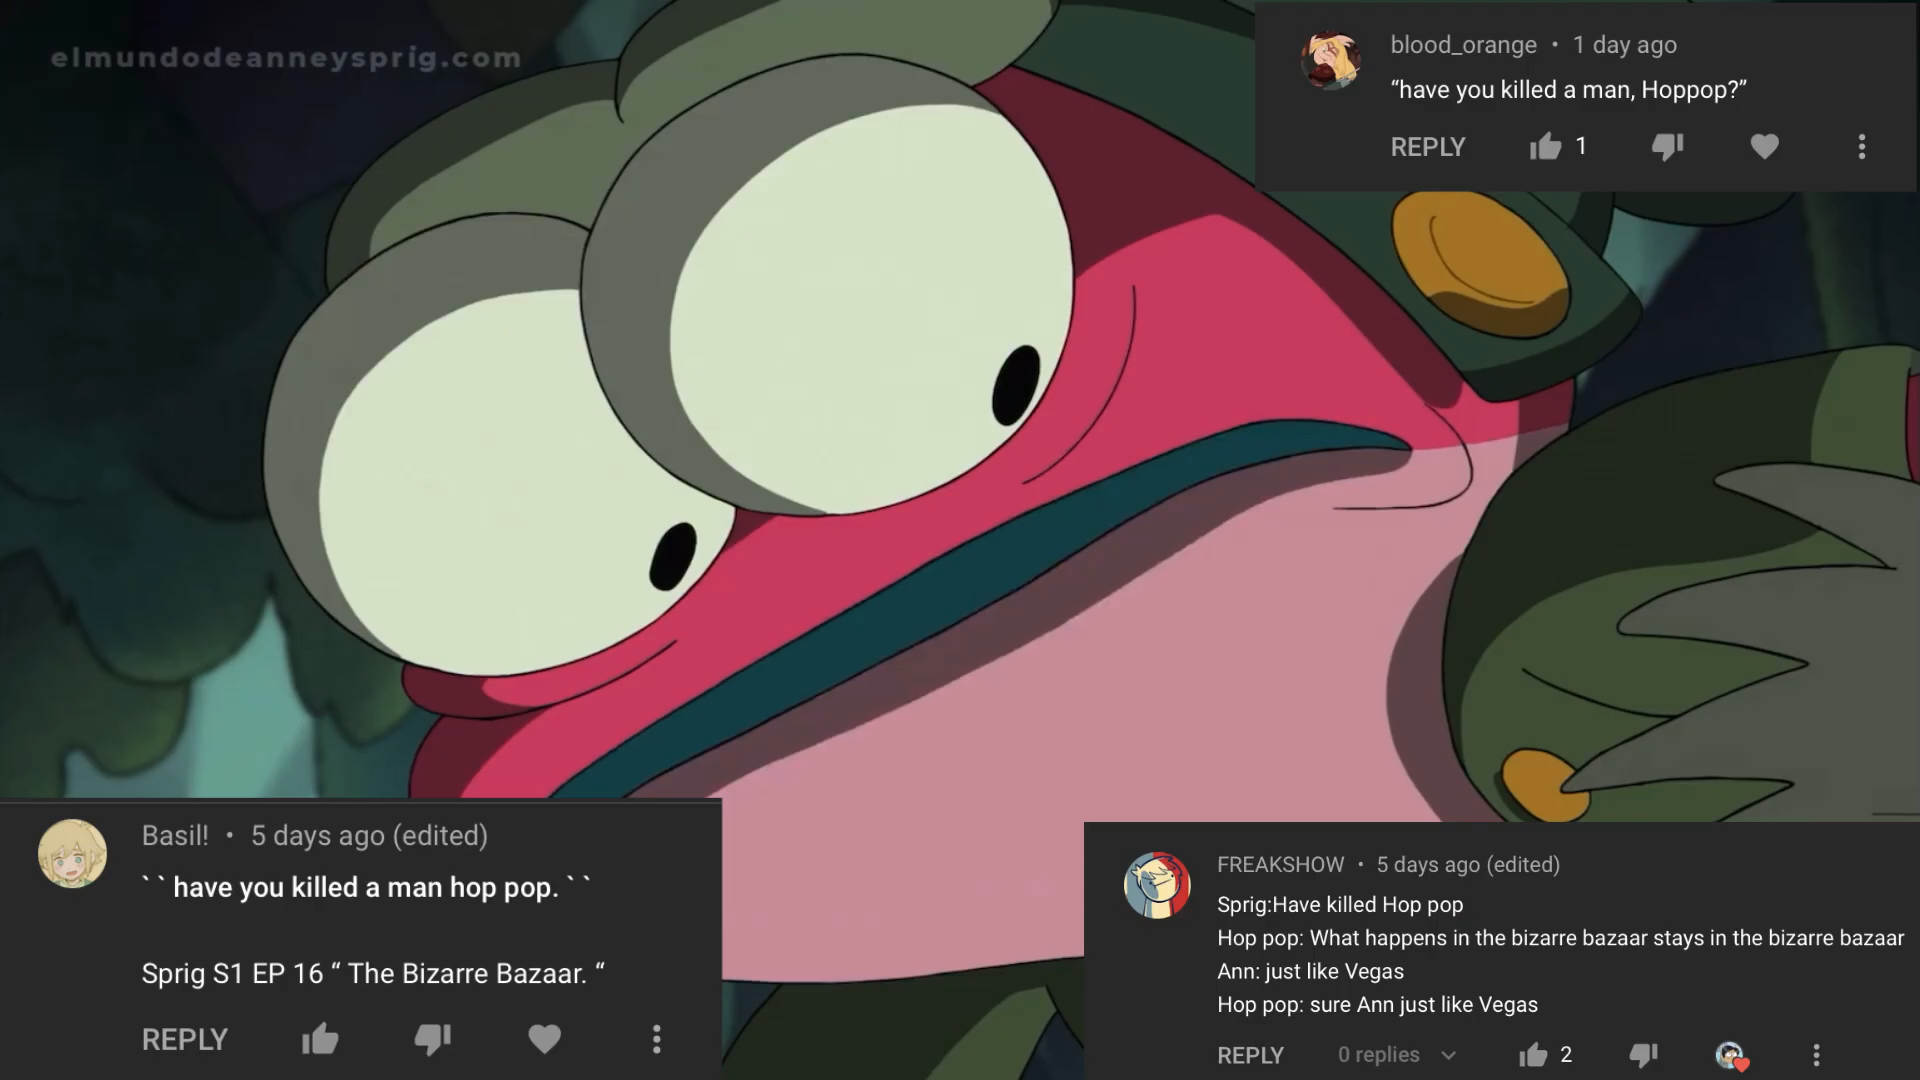 elmundodeanneysprig.com
blood_orange • 1 day ago
“have you killed a man, Hoppop?”
REPLY 1
Basil! • 5 days ago (edited)
` ` have you killed a man hop pop. ` `
Sprig S1 EP 16 “ The Bizarre Bazaar. “
REPLY
FREAKSHOW • 5 days ago (edited)
Sprig:Have killed Hop pop
Hop pop: What happens in the bizarre bazaar stays in the bizarre bazaar
Ann: just like Vegas
Hop pop: sure Ann just like Vegas
REPLY 0 replies 2